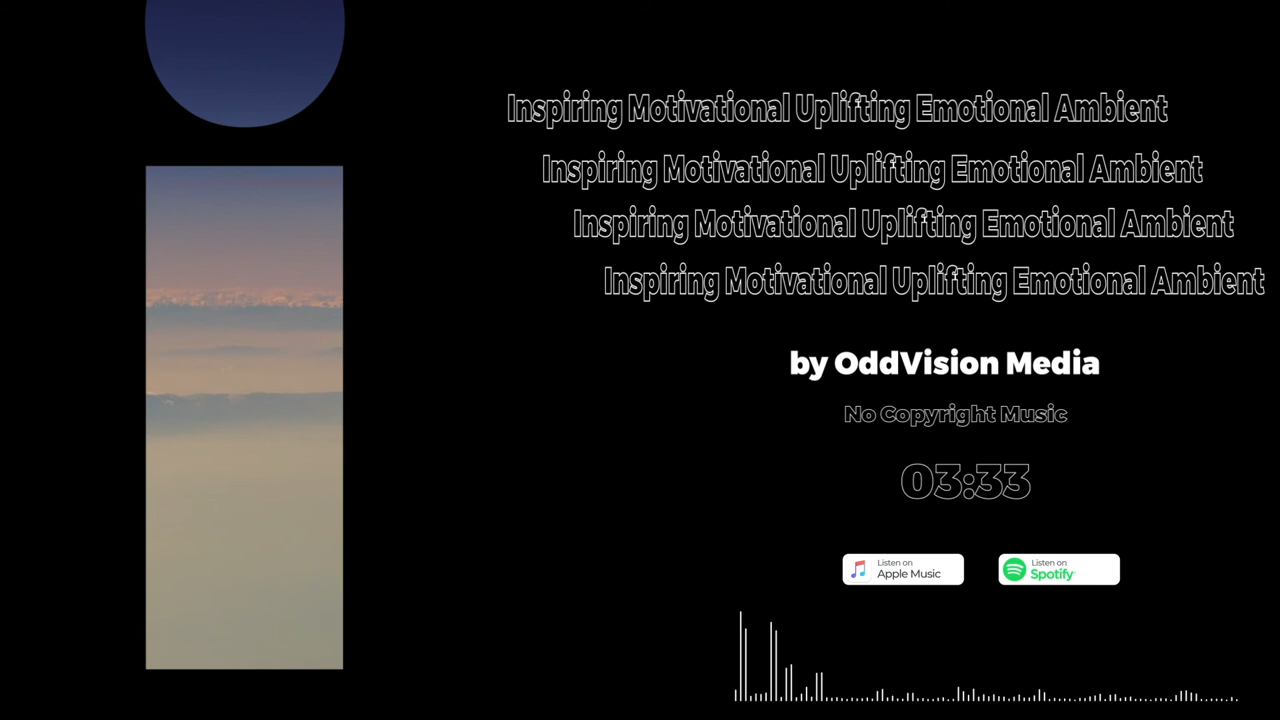 Inspiring Motivational Uplifting Emotional Ambient
Inspiring Motivational Uplifting Emotional Ambient
Inspiring Motivational Uplifting Emotional Ambient
Inspiring Motivational Uplifting Emotional Ambient
by OddVision Media
No Copyright Music
03:33
Listen on
Apple Music
Listen on
Spotify